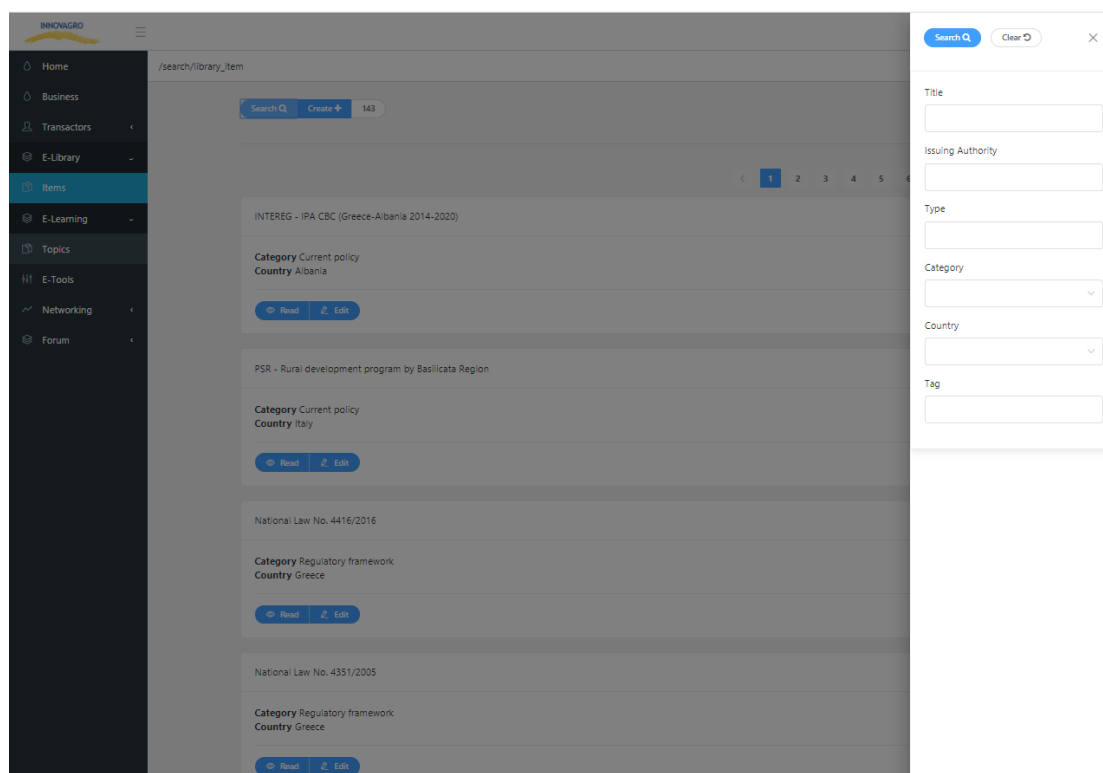 INNOVAGRO
Home
Business
Transactors
E-Library
Items
E-Learning
Topics
E-Tools
Networking
Forum
/search/library_item
Search Create 143
1 2 3 4 5
INTEREG - IPA CBC (Greece-Albania 2014-2020)
Category Current policy
Country Albania
Read Edit
PSR - Rural development program by Basilicata Region
Category Current policy
Country Italy
Read Edit
National Law No. 4416/2016
Category Regulatory framework
Country Greece
Read Edit
National Law No. 4351/2005
Category Regulatory framework
Country Greece
Read Edit
Search Clear
Title
Issuing Authority
Type
Category
Country
Tag